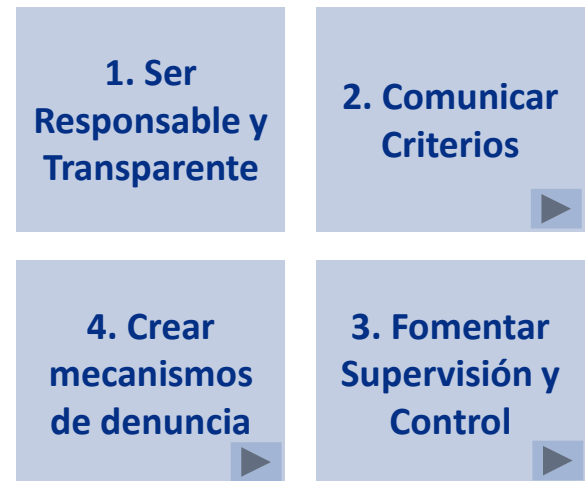 1. Ser
Responsable y
Transparente
2. Comunicar
Criterios
4. Crear
mecanismos
de denuncia
3. Fomentar
Supervisión y
Control